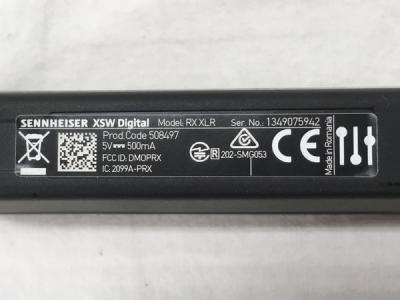 SENNHEISER XSW Digital Model: RX XLR Ser. No.: 1349075942
Prod.Code 508497
5V⎓500mA
FCC ID: DMOPRX
IC: 2099A-PRX
R 202-SMG053
CE
Made in Romania